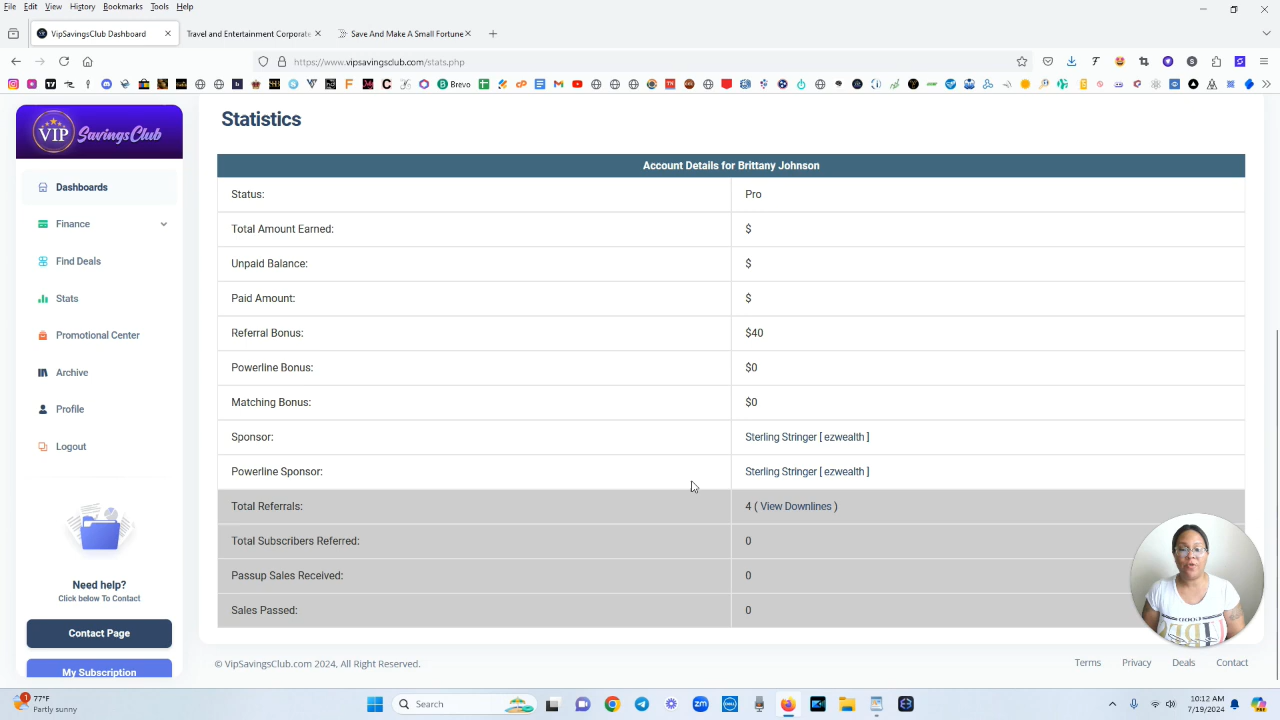 File Edit View History Bookmarks Tools Help
VipSavingsClub Dashboard
Travel and Entertainment Corporate
Save And Make A Small Fortune
https://www.vipsavingsclub.com/stats.php
Brevo
VIP SavingsClub
Dashboards
Finance
Find Deals
Stats
Promotional Center
Archive
Profile
Logout
Need help?
Click below To Contact
Contact Page
My Subscription
Statistics
Account Details for Brittany Johnson
Status: Pro
Total Amount Earned: $
Unpaid Balance: $
Paid Amount: $
Referral Bonus: $40
Powerline Bonus: $0
Matching Bonus: $0
Sponsor: Sterling Stringer [ ezwealth ]
Powerline Sponsor: Sterling Stringer [ ezwealth ]
Total Referrals: 4 ( View Downlines )
Total Subscribers Referred: 0
Passup Sales Received: 0
Sales Passed: 0
© VipSavingsClub.com 2024, All Right Reserved.
Terms Privacy Deals Contact
1
77°F
Partly sunny
Search
10:12 AM
7/19/2024